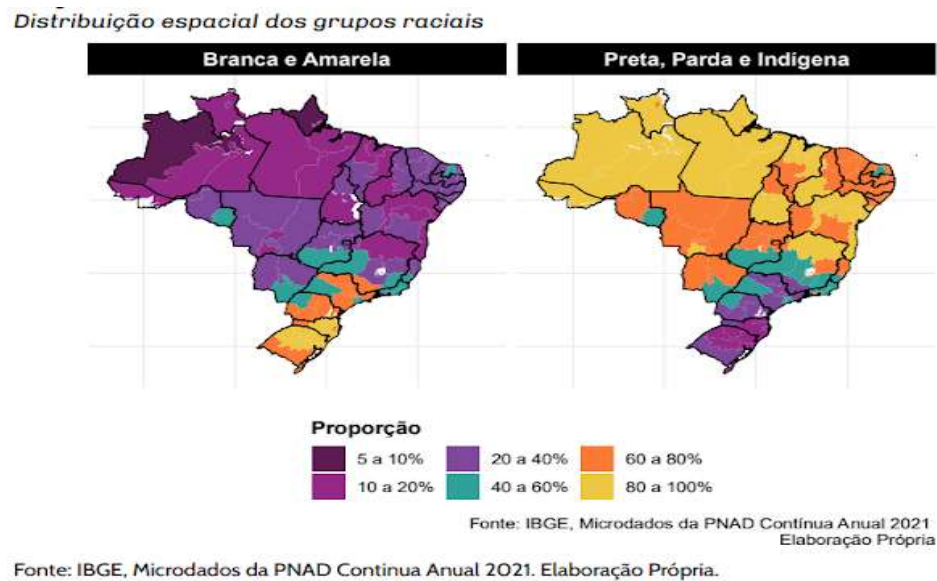 Distribuição espacial dos grupos raciais
Branca e Amarela
Preta, Parda e Indígena
Proporção
5 a 10%
20 a 40%
60 a 80%
10 a 20%
40 a 60%
80 a 100%
Fonte: IBGE, Microdados da PNAD Contínua Anual 2021
Elaboração Própria
Fonte: IBGE, Microdados da PNAD Continua Anual 2021. Elaboração Própria.